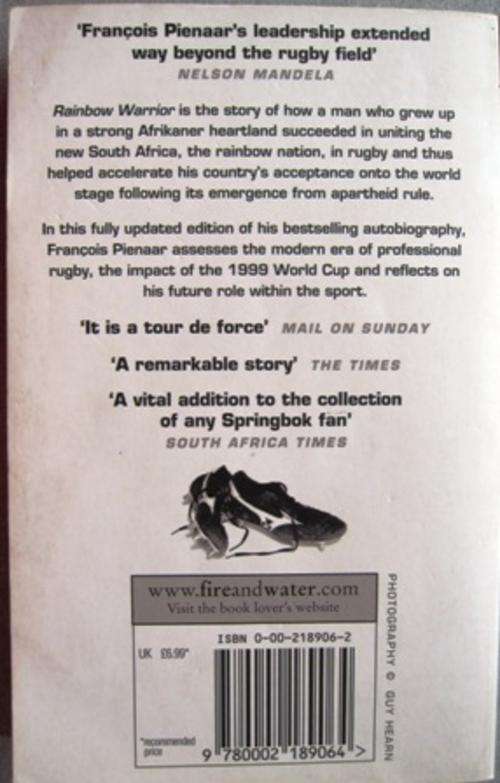 ‘François Pienaar’s leadership extended
way beyond the rugby field’
NELSON MANDELA
Rainbow Warrior is the story of how a man who grew up
in a strong Afrikaner heartland succeeded in uniting the
new South Africa, the rainbow nation, in rugby and thus
helped accelerate his country’s acceptance onto the world
stage following its emergence from apartheid rule.
In this fully updated edition of his bestselling autobiography,
François Pienaar assesses the modern era of professional
rugby, the impact of the 1999 World Cup and reflects on
his future role within the sport.
‘It is a tour de force’ MAIL ON SUNDAY
‘A remarkable story’ THE TIMES
‘A vital addition to the collection
of any Springbok fan’
SOUTH AFRICA TIMES
www.fireandwater.com
Visit the book lover’s website
ISBN 0-00-218906-2
UK £6.99*
*recommended
price
9 780002 189064 >
PHOTOGRAPHY © GUY HEARN